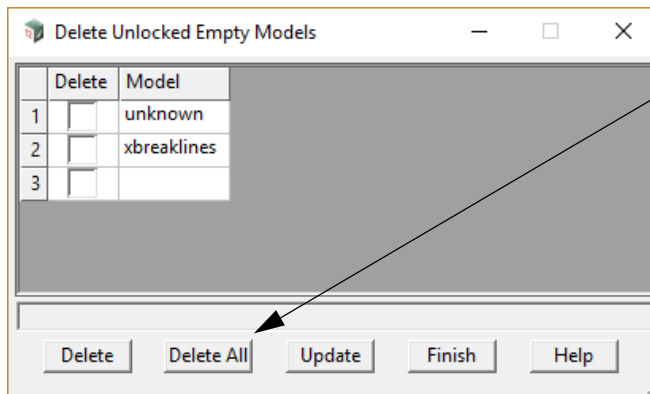 Delete Unlocked Empty Models
Delete Model
1 unknown
2 xbreaklines
3
Delete Delete All Update Finish Help